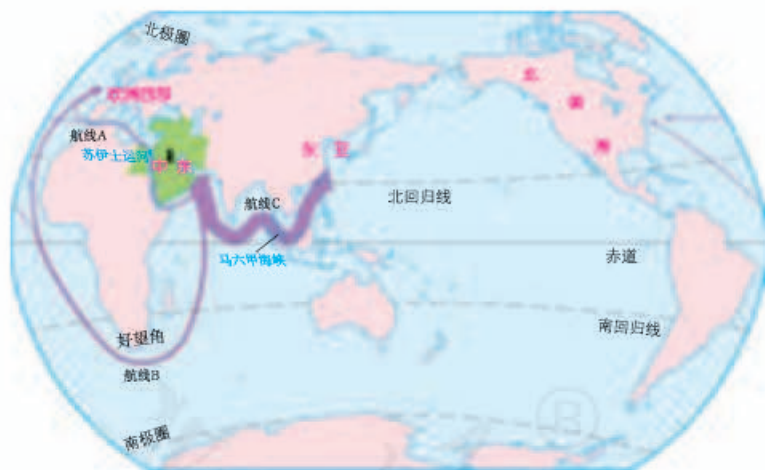 北极圈
欧洲西部
北
美
航线A
苏伊士运河
中东
东亚
航线C
北回归线
马六甲海峡
赤道
好望角
南回归线
航线B
南极圈
B